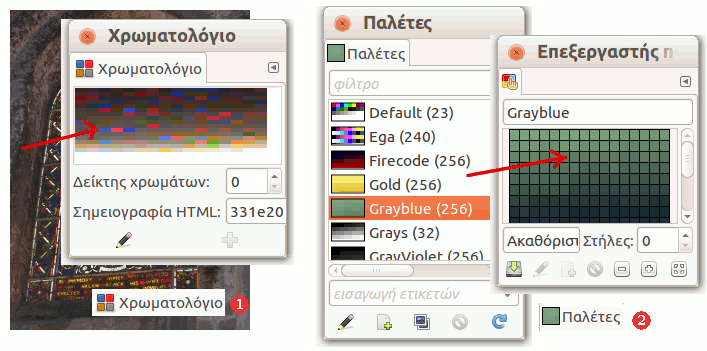 Χρωματολόγιο
Χρωματολόγιο
Δείκτης χρωμάτων: 0
Σημειογραφία HTML: 331e20
Χρωματολόγιο 1
Παλέτες
Παλέτες
φίλτρο
Default (23)
Ega (240)
Firecode (256)
Gold (256)
Grayblue (256)
Grays (32)
GrayViolet (256)
εισαγωγή ετικετών
Επεξεργαστής π
Grayblue
Ακαθόριστ Στήλες: 0
Παλέτες 2